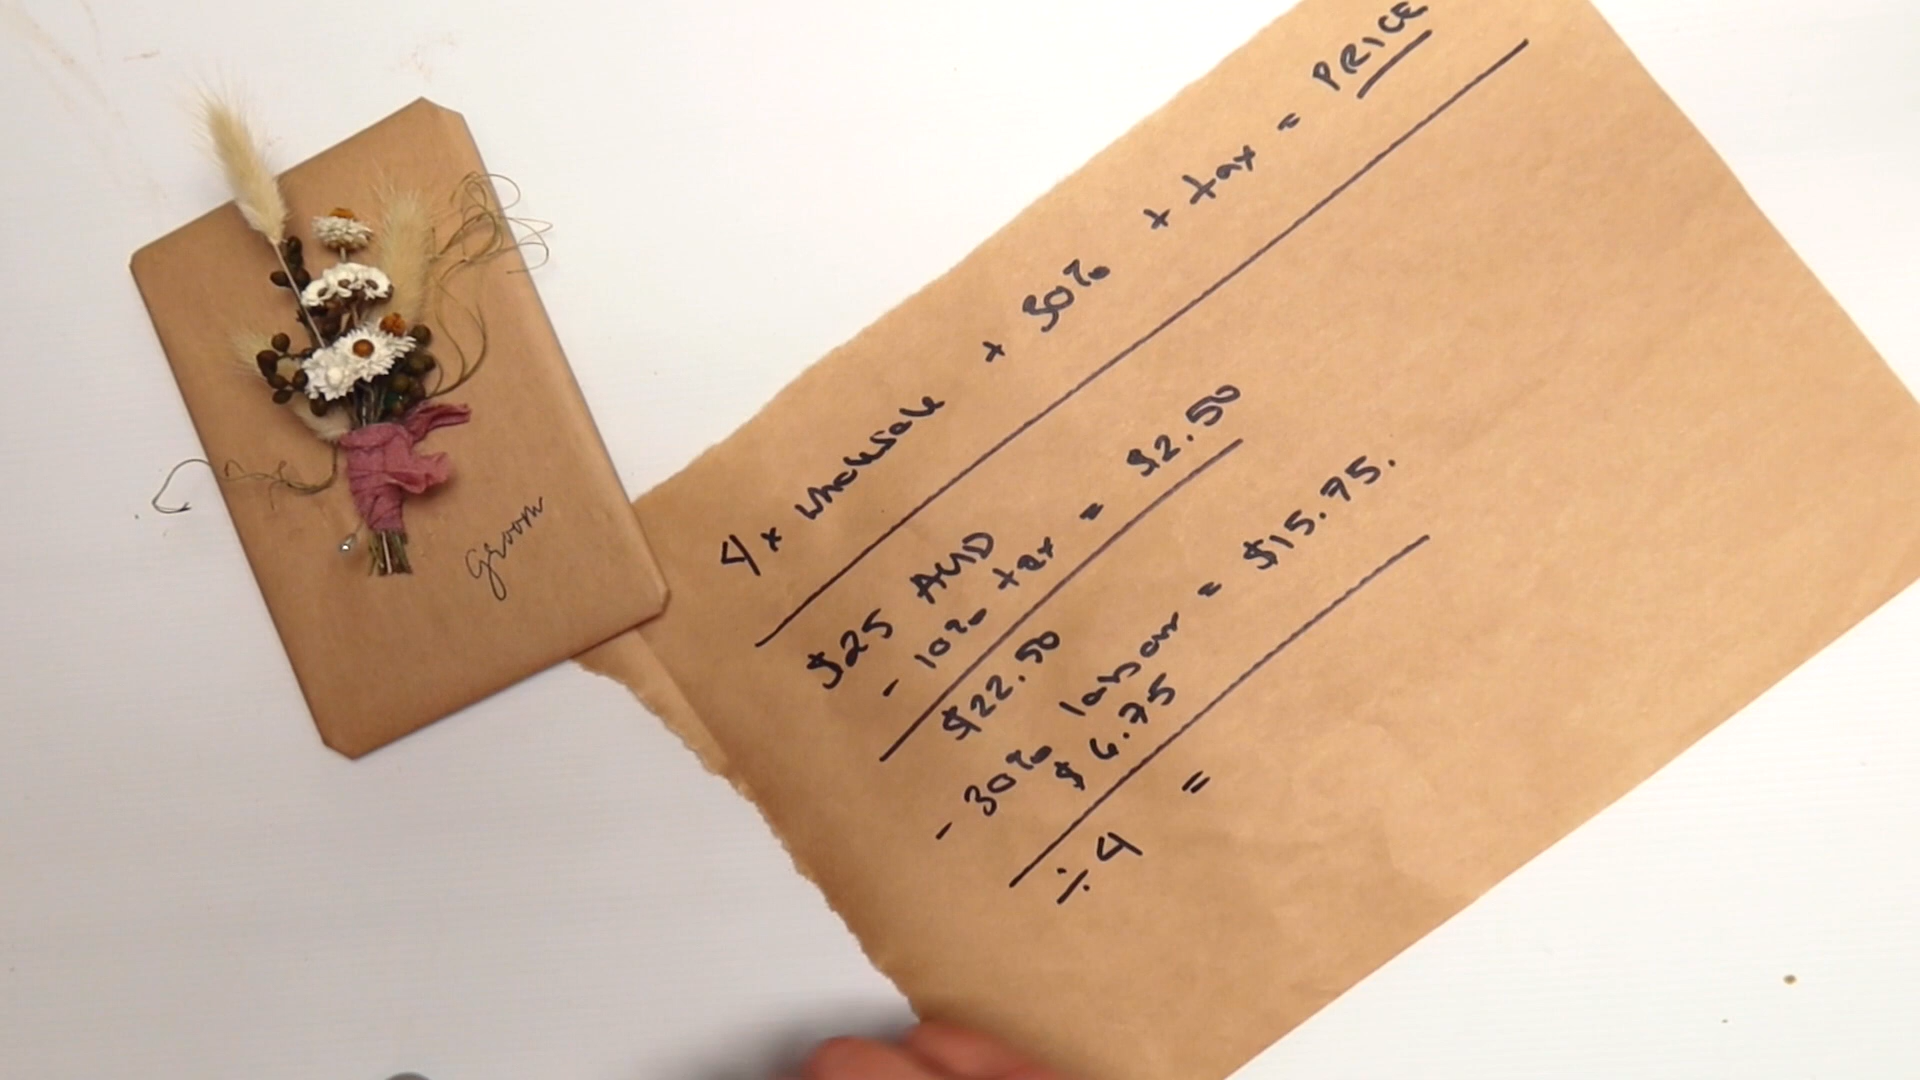 4 x wholesale + 30% + tax = PRICE
$25 AUD
- 10% tax = $2.50
$22.50
- 30% labour = $15.75.
$6.75
÷ 4 =
groom